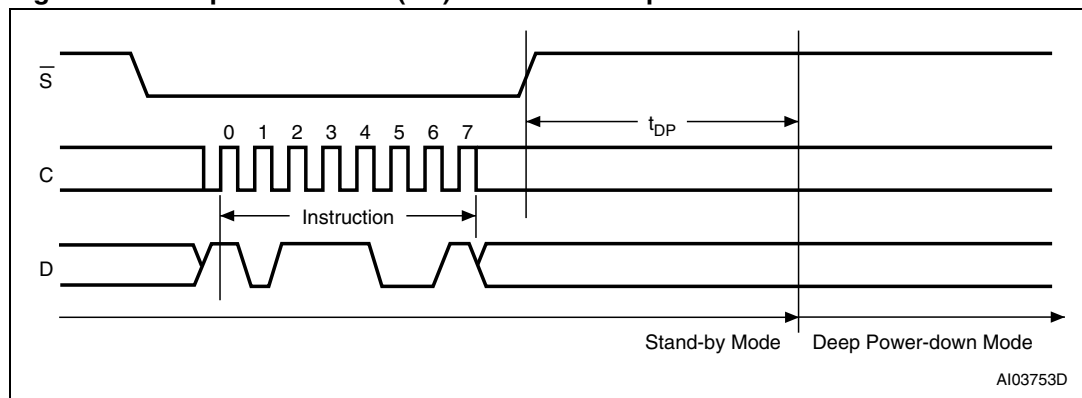 S
0 1 2 3 4 5 6 7
tDP
C
Instruction
D
Stand-by Mode Deep Power-down Mode
AI03753D